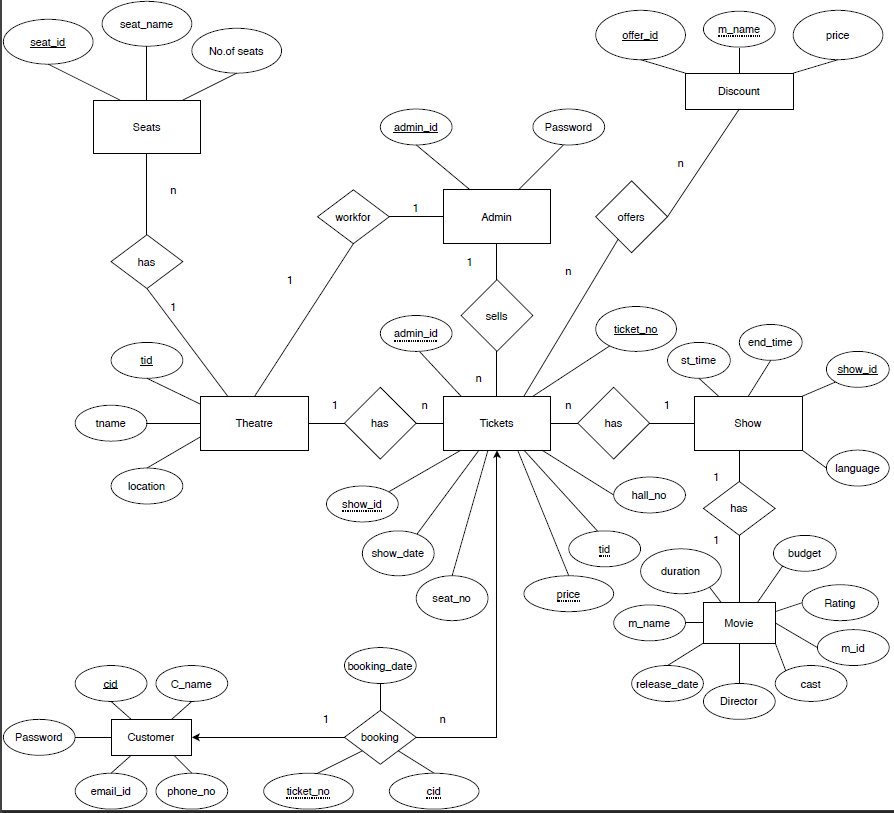 seat_id
seat_name
No.of seats
Seats
offer_id
m_name
price
Discount
admin_id
Password
Admin
n
n
workfor
1
offers
has
1
1
1
n
sells
admin_id
ticket_no
st_time
end_time
show_id
tid
tname
location
Theatre
1
has
n
n
Tickets
n
has
1
Show
language
show_id
show_date
seat_no
price
tid
hall_no
1
has
1
duration
budget
m_name
Movie
Rating
m_id
release_date
Director
cast
booking_date
cid
C_name
Password
Customer
1
booking
n
email_id
phone_no
ticket_no
cid